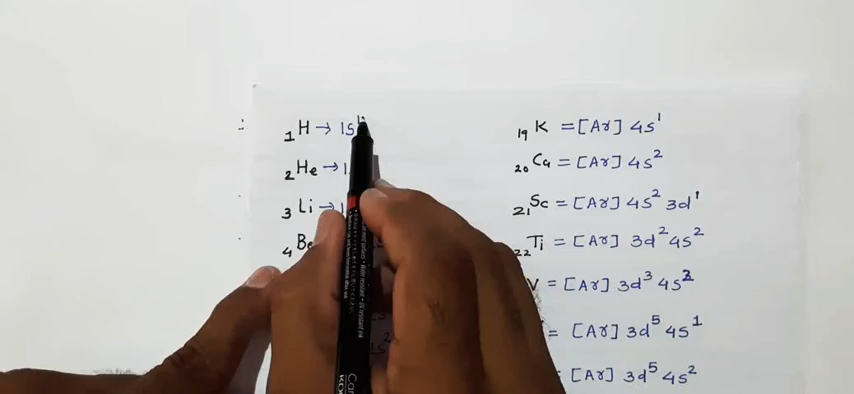 1H → 1s1
2He → 1
3Li → 1
4Be
19K = [Ar] 4s1
20Ca = [Ar] 4s2
21Sc = [Ar] 4s2 3d1
22Ti = [Ar] 3d2 4s2
V = [Ar] 3d3 4s2
= [Ar] 3d5 4s1
= [Ar] 3d5 4s2